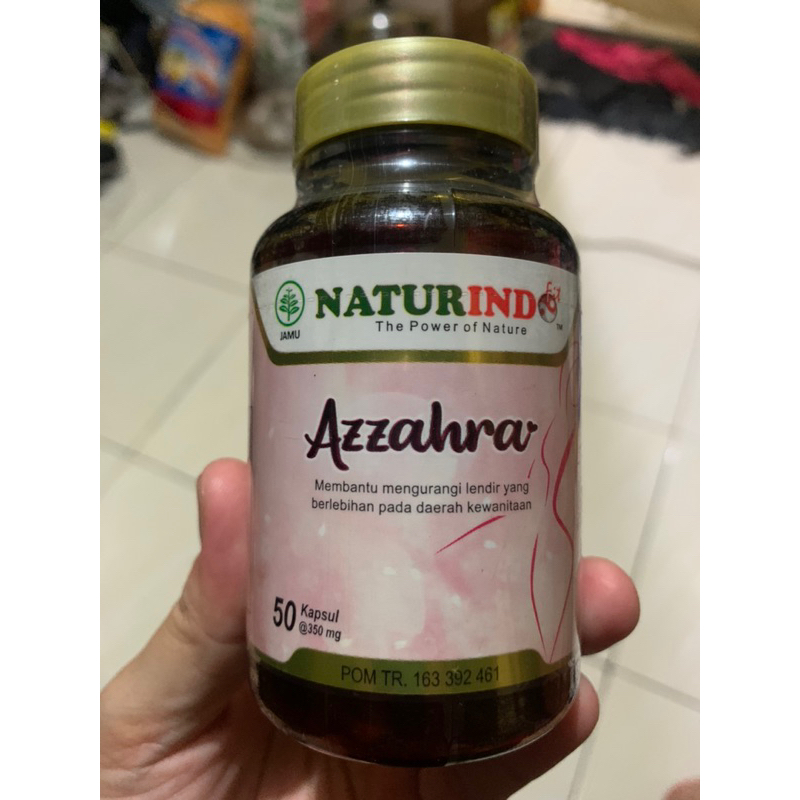 NATURINDO
The Power of Nature
TM
JAMU
Azzahra
Membantu mengurangi lendir yang
berlebihan pada daerah kewanitaan
50 Kapsul
@350 mg
POM TR. 163 392 461